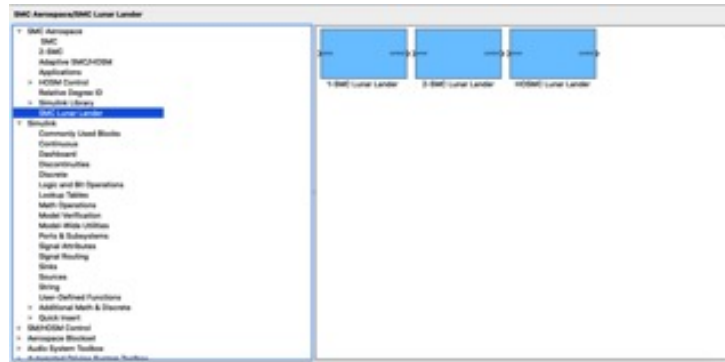 SMC Aerospace/SMC Lunar Lander
SMC Aerospace
SMC
2-SMC
Adaptive SMC/HOSM
Applications
HOSM Control
Relative Degree ID
Simulink Library
SMC Lunar Lander
Simulink
Commonly Used Blocks
Continuous
Dashboard
Discontinuities
Discrete
Logic and Bit Operations
Lookup Tables
Math Operations
Model Verification
Model-Wide Utilities
Ports & Subsystems
Signal Attributes
Signal Routing
Sinks
Sources
String
User-Defined Functions
Additional Math & Discrete
Quick Insert
SM/HOSM Control
Aerospace Blockset
Audio System Toolbox
Automated Driving System Toolbox
1-SMC Lunar Lander
2-SMC Lunar Lander
HOSMC Lunar Lander